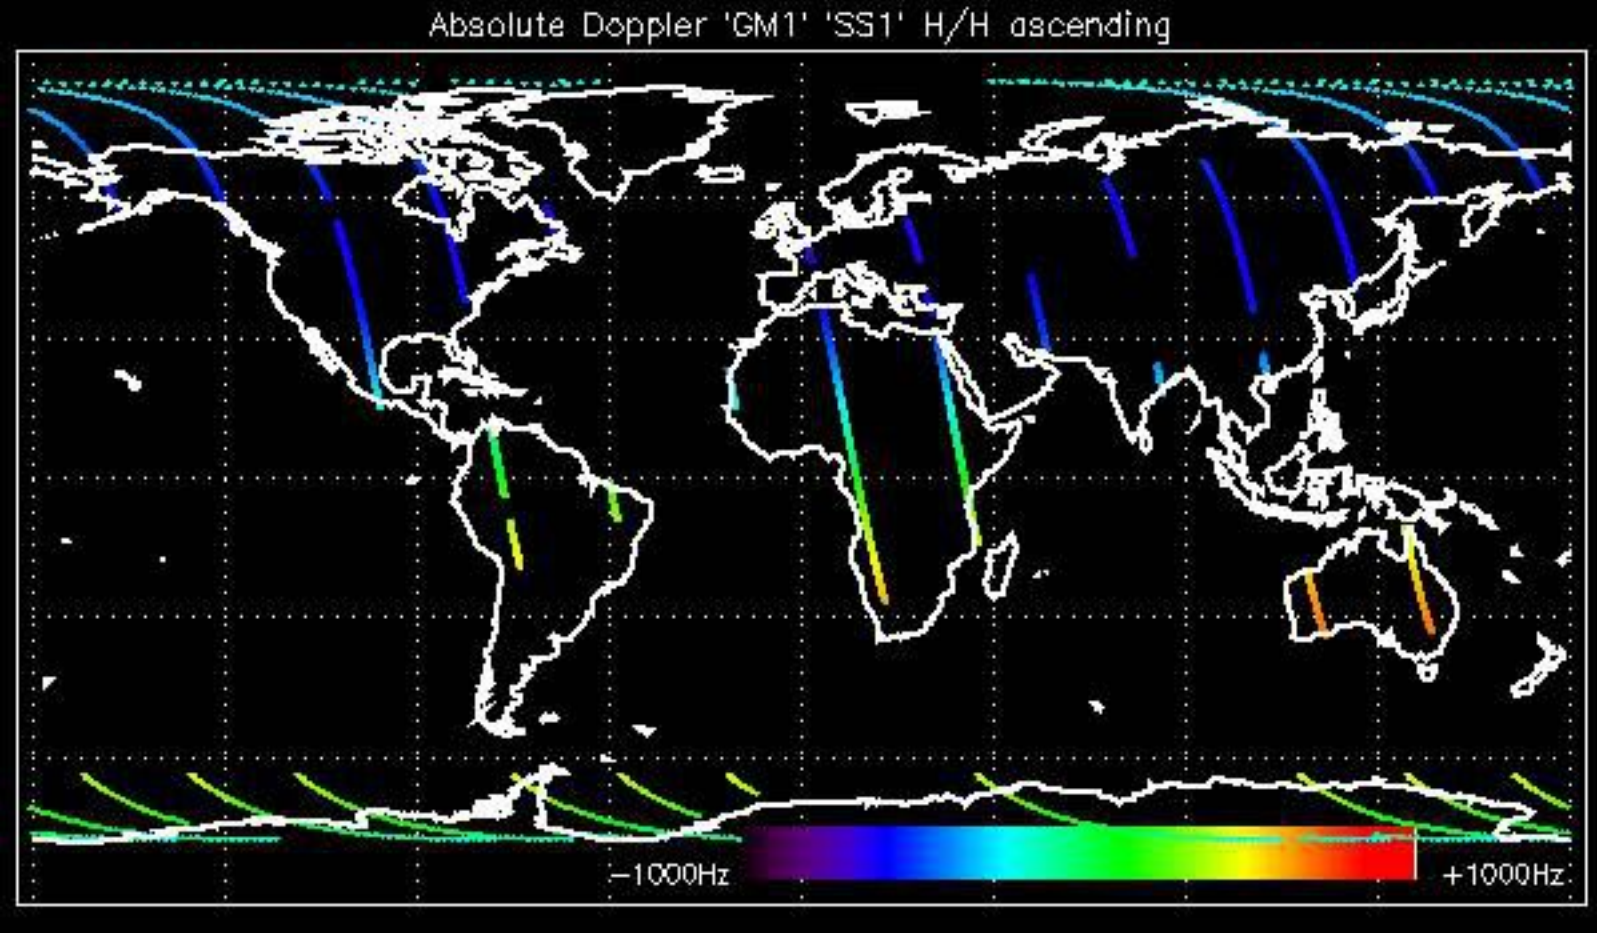 Absolute Doppler 'GM1' 'SS1' H/H ascending
−1000Hz
+1000Hz